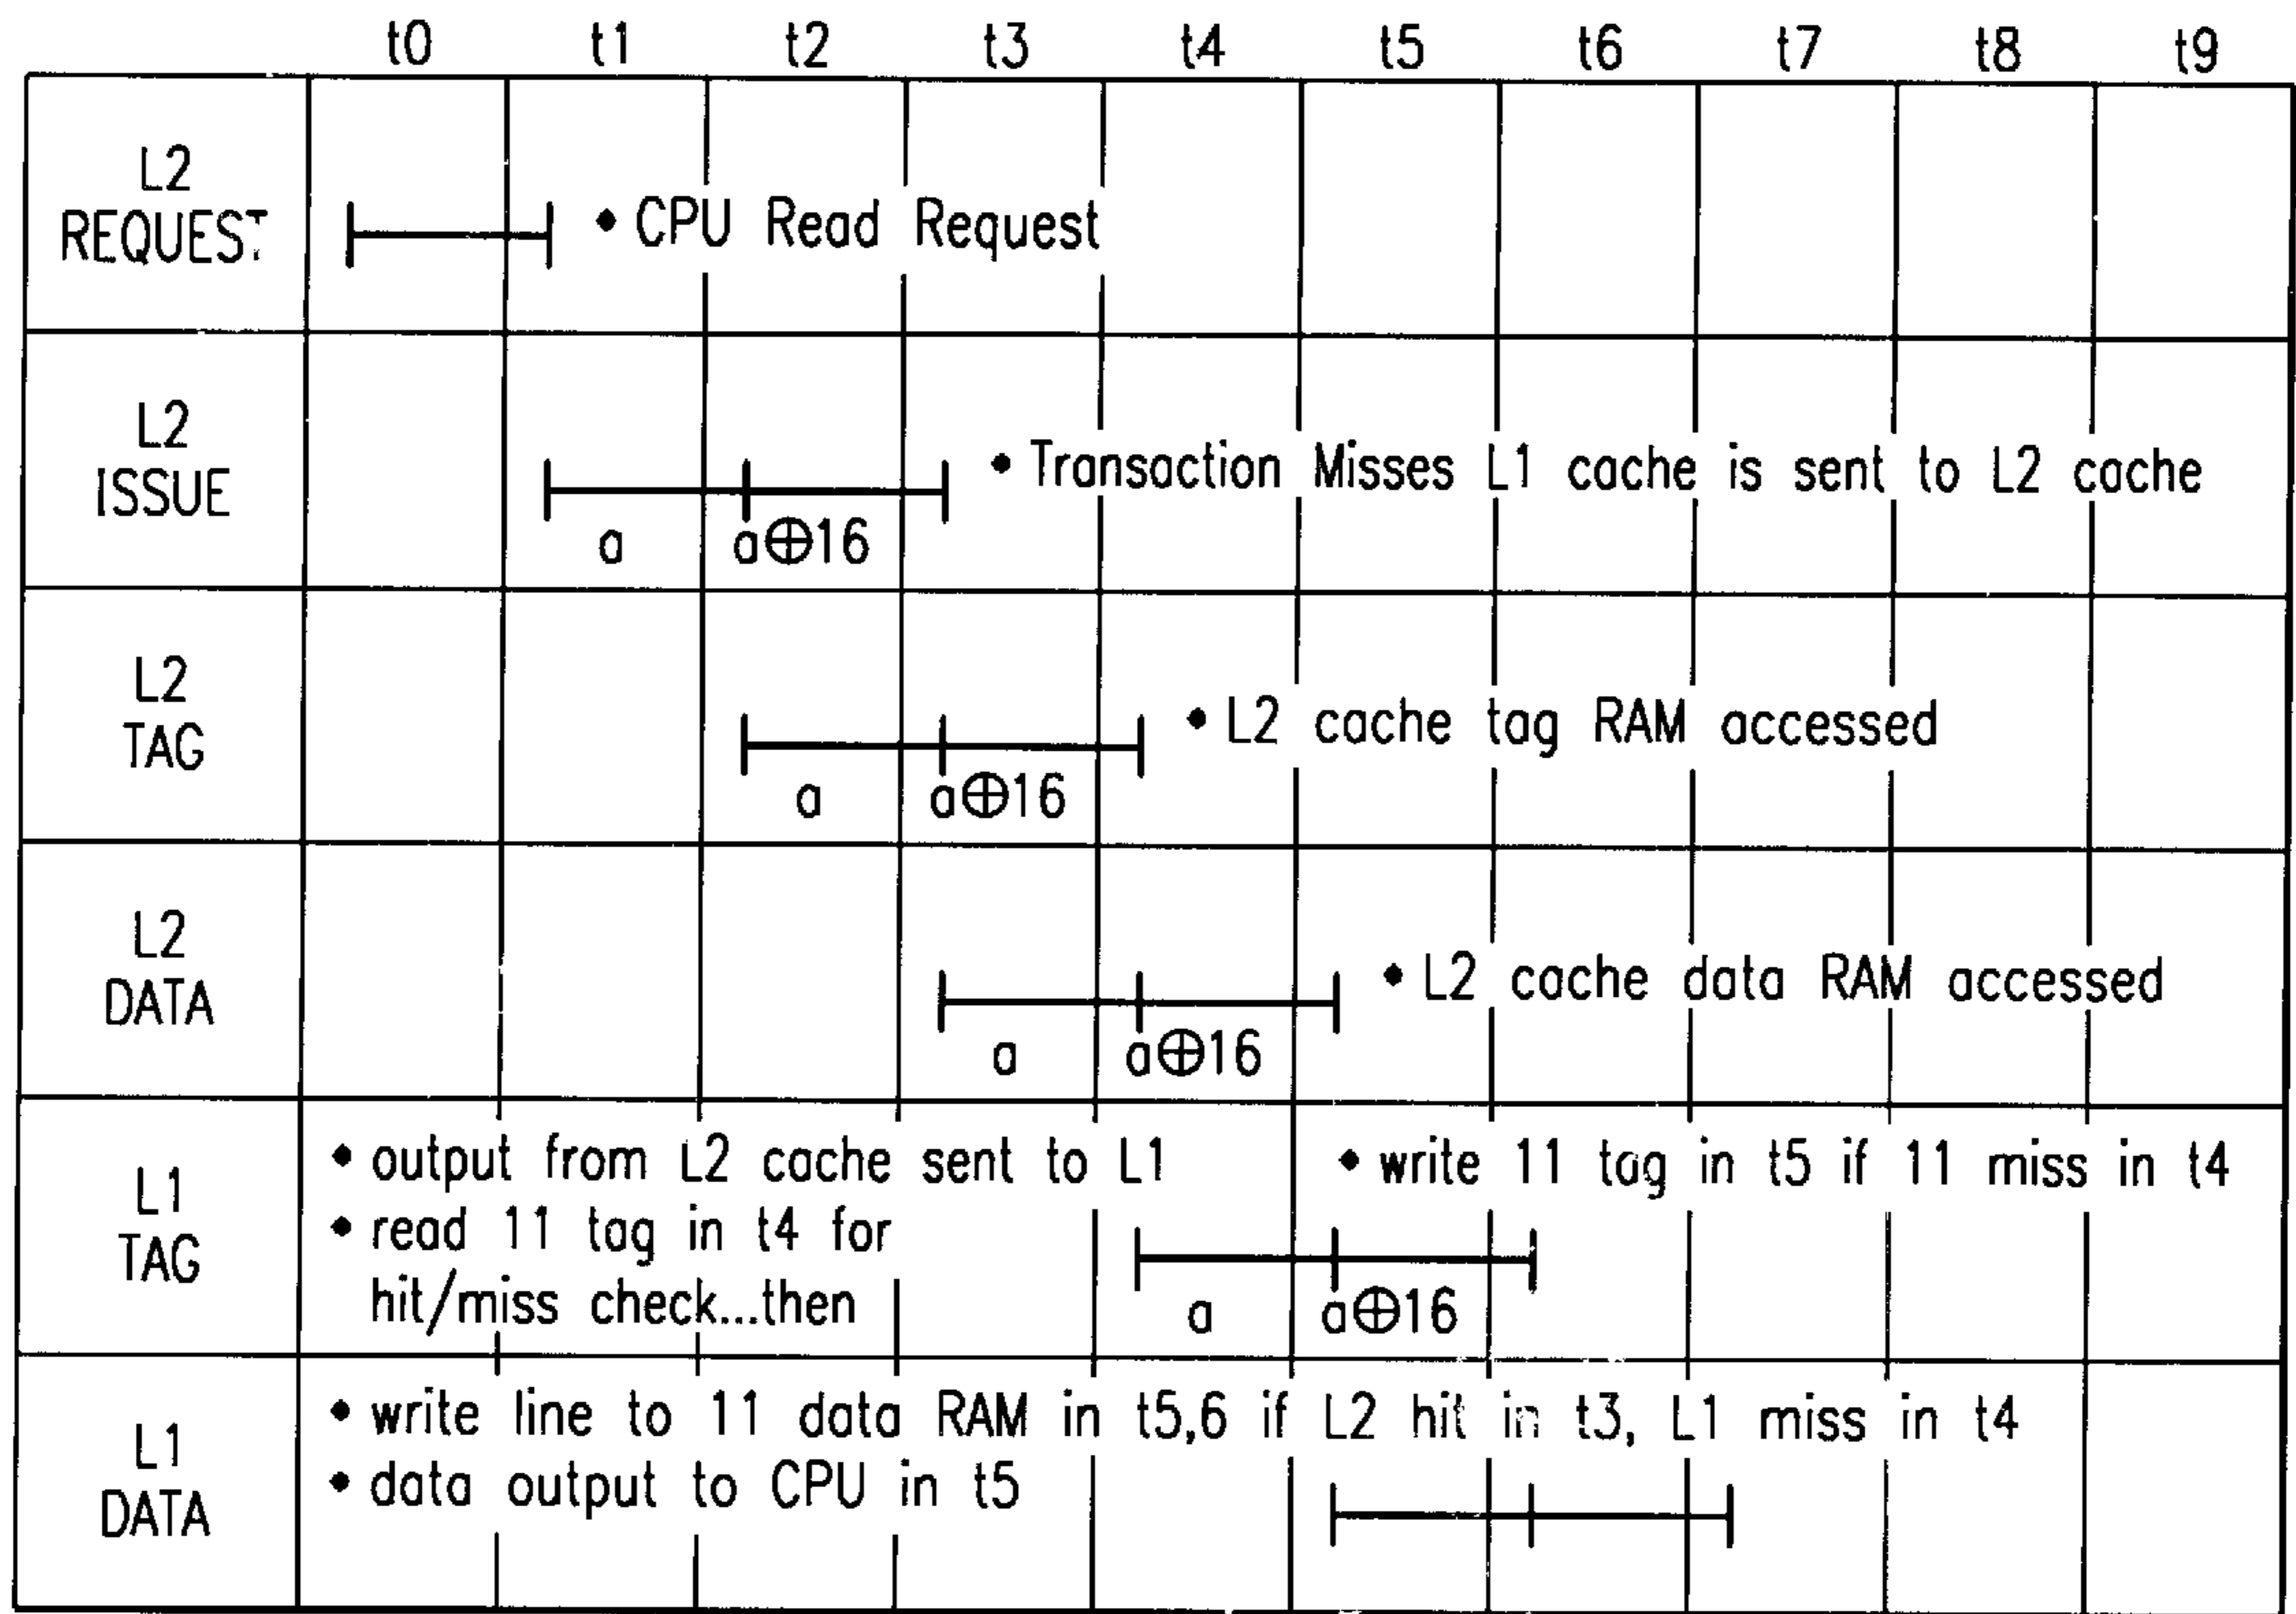 t0 t1 t2 t3 t4 t5 t6 t7 t8 t9
L2
REQUEST
• CPU Read Request
L2
ISSUE
• Transaction Misses L1 cache is sent to L2 cache
a a⊕16
L2
TAG
• L2 cache tag RAM accessed
a a⊕16
L2
DATA
• L2 cache data RAM accessed
a a⊕16
L1
TAG
• output from L2 cache sent to L1
• read 11 tag in t4 for
hit/miss check...then
• write 11 tag in t5 if 11 miss in t4
a a⊕16
L1
DATA
• write line to 11 data RAM in t5,6 if L2 hit in t3, L1 miss in t4
• data output to CPU in t5